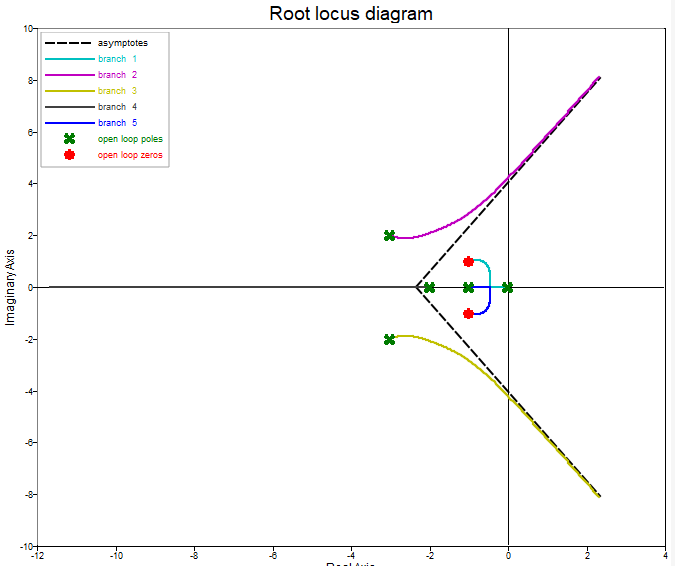 Root locus diagram
asymptotes
branch 1
branch 2
branch 3
branch 4
branch 5
open loop poles
open loop zeros
Imaginary Axis
10
8
6
4
2
0
-2
-4
-6
-8
-10
-12 -10 -8 -6 -4 -2 0 2 4
Real Axis